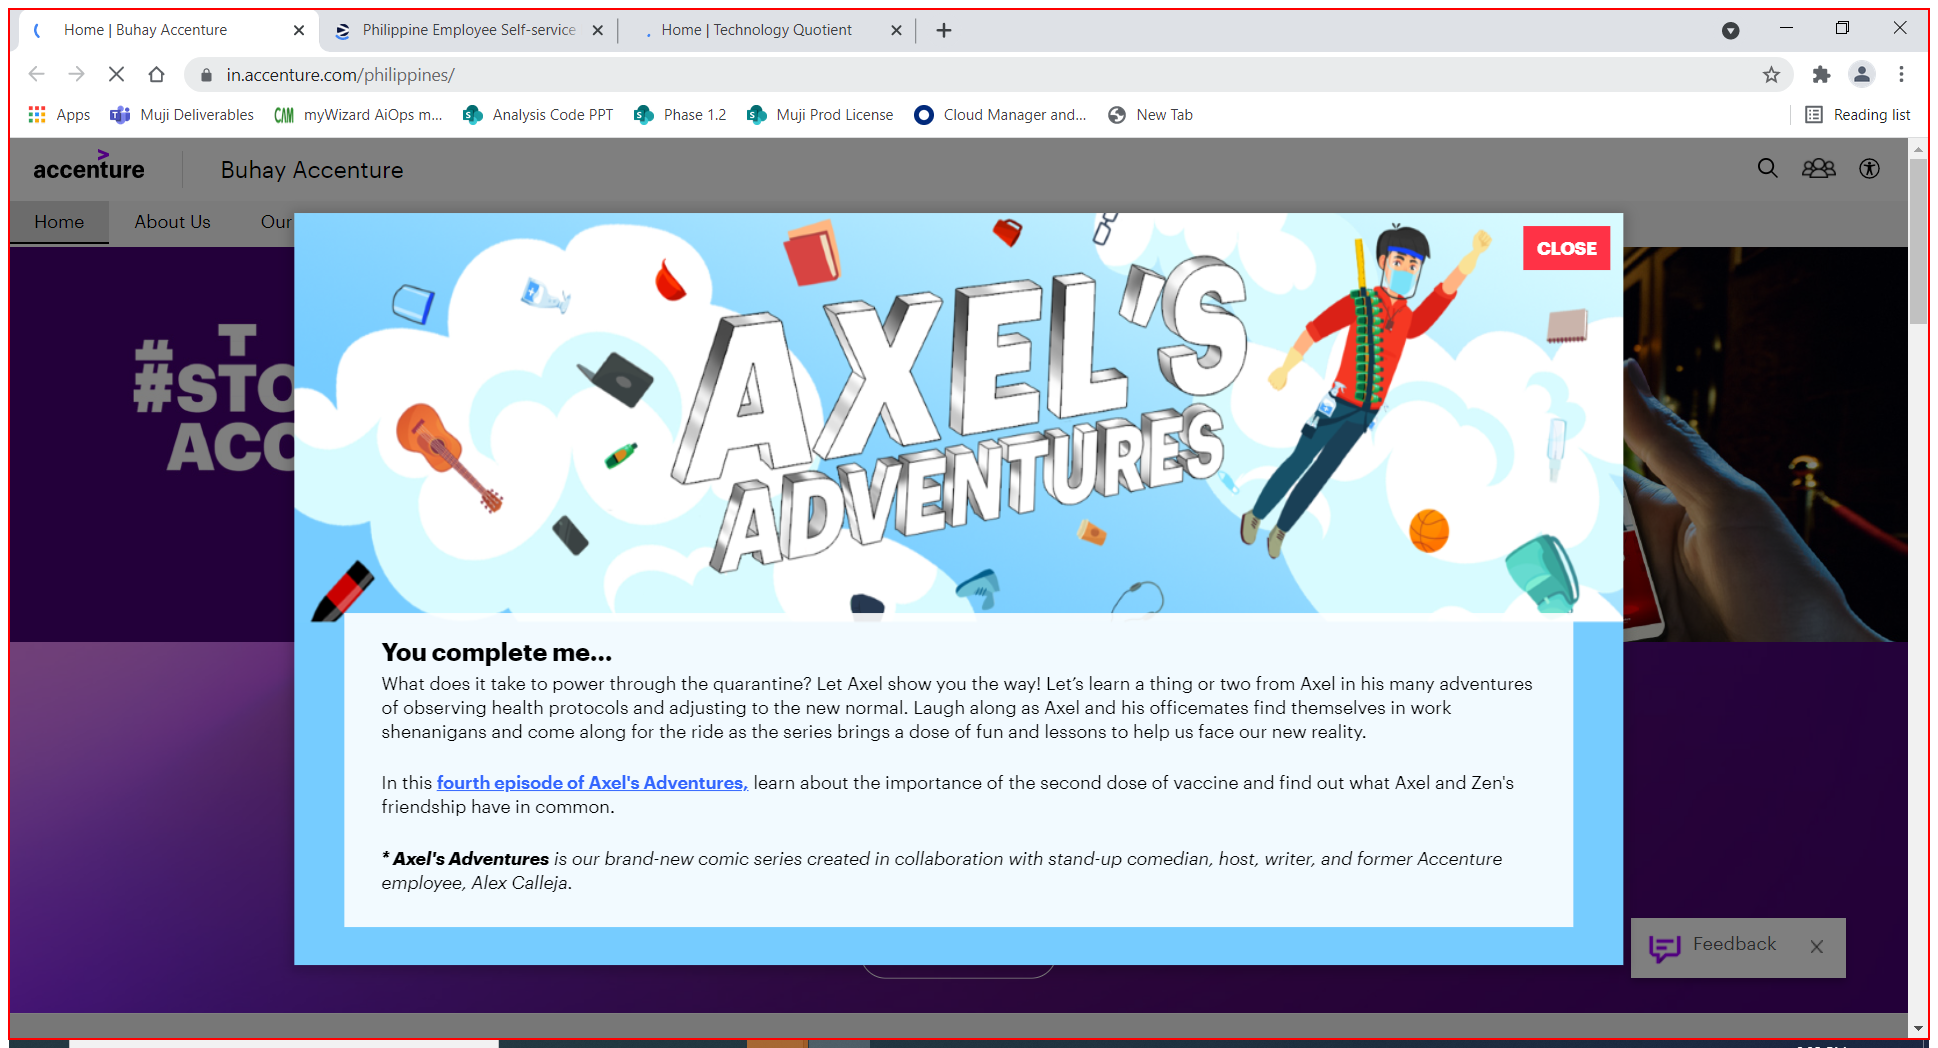 Home | Buhay Accenture
Philippine Employee Self-service
Home | Technology Quotient
in.accenture.com/philippines/
Apps
Muji Deliverables
CAM
myWizard AiOps m...
Analysis Code PPT
Phase 1.2
Muji Prod License
Cloud Manager and...
New Tab
Reading list
accenture
Buhay Accenture
Home
About Us
Our
CLOSE
T
#STO
ACC
AXEL'S
ADVENTURES
You complete me...
What does it take to power through the quarantine? Let Axel show you the way! Let’s learn a thing or two from Axel in his many adventures
of observing health protocols and adjusting to the new normal. Laugh along as Axel and his officemates find themselves in work
shenanigans and come along for the ride as the series brings a dose of fun and lessons to help us face our new reality.
In this fourth episode of Axel's Adventures, learn about the importance of the second dose of vaccine and find out what Axel and Zen's
friendship have in common.
* Axel's Adventures is our brand-new comic series created in collaboration with stand-up comedian, host, writer, and former Accenture
employee, Alex Calleja.
Feedback